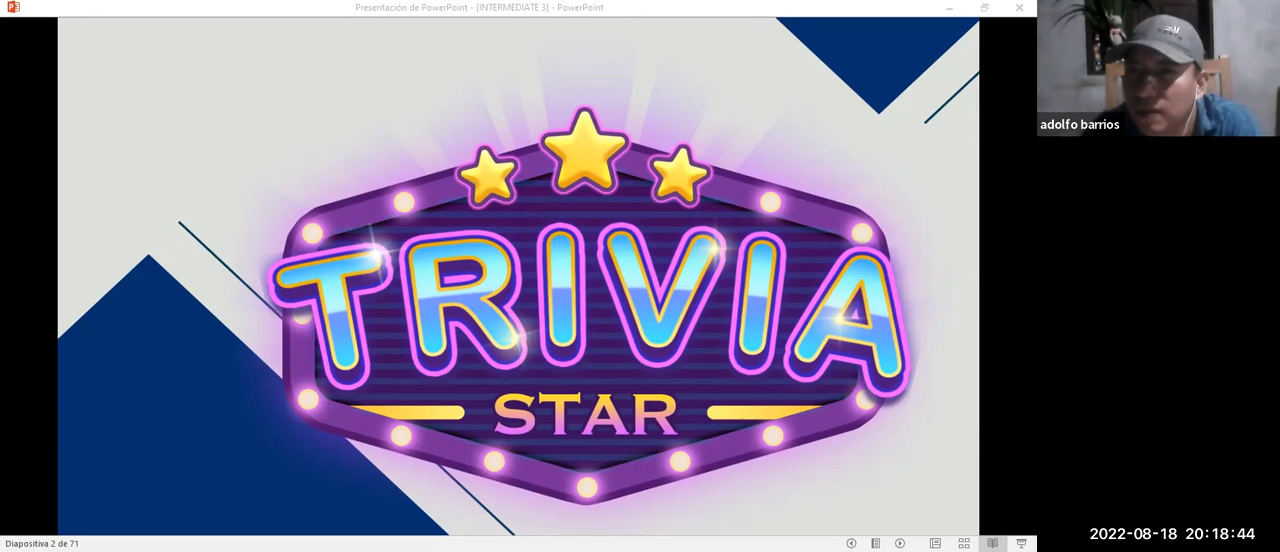 Presentación de PowerPoint - [INTERMEDIATE 3] - PowerPoint
TRIVIA
STAR
adolfo barrios
Diapositiva 2 de 71
2022-08-18 20:18:44